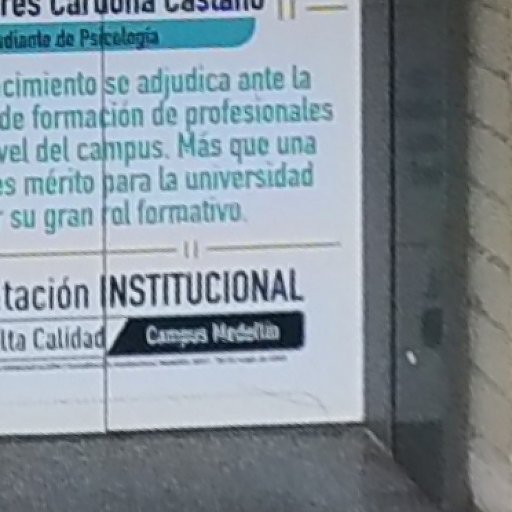 res Cardona Castaño
udiante de Psicología
cimiento se adjudica ante la
de formación de profesionales
vel del campus. Más que una
es mérito para la universidad
r su gran rol formativo.
tación INSTITUCIONAL
lta Calidad Campus Medellín